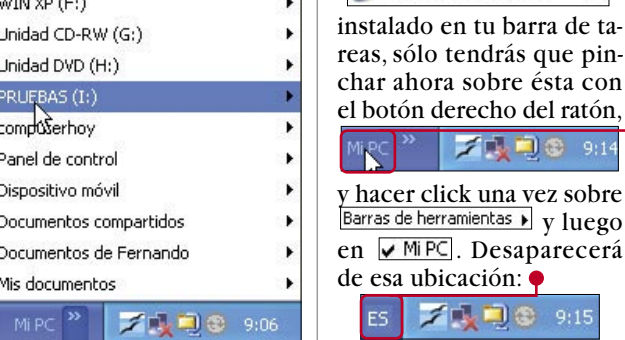 WIN XP (F:)
Unidad CD-RW (G:)
Unidad DVD (H:)
PRUEBAS (I:)
computerhoy
Panel de control
Dispositivo móvil
Documentos compartidos
Documentos de Fernando
Mis documentos
Mi PC » 9:06
instalado en tu barra de ta-
reas, sólo tendrás que pin-
char ahora sobre ésta con
el botón derecho del ratón,
Mi PC » 9:14
y hacer click una vez sobre
Barras de herramientas y luego
en ✓ Mi PC. Desaparecerá
de esa ubicación:
ES 9:15